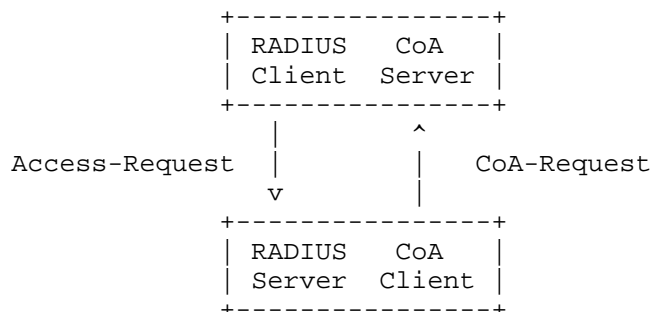 RADIUS CoA
Client Server
Access-Request CoA-Request
RADIUS CoA
Server Client